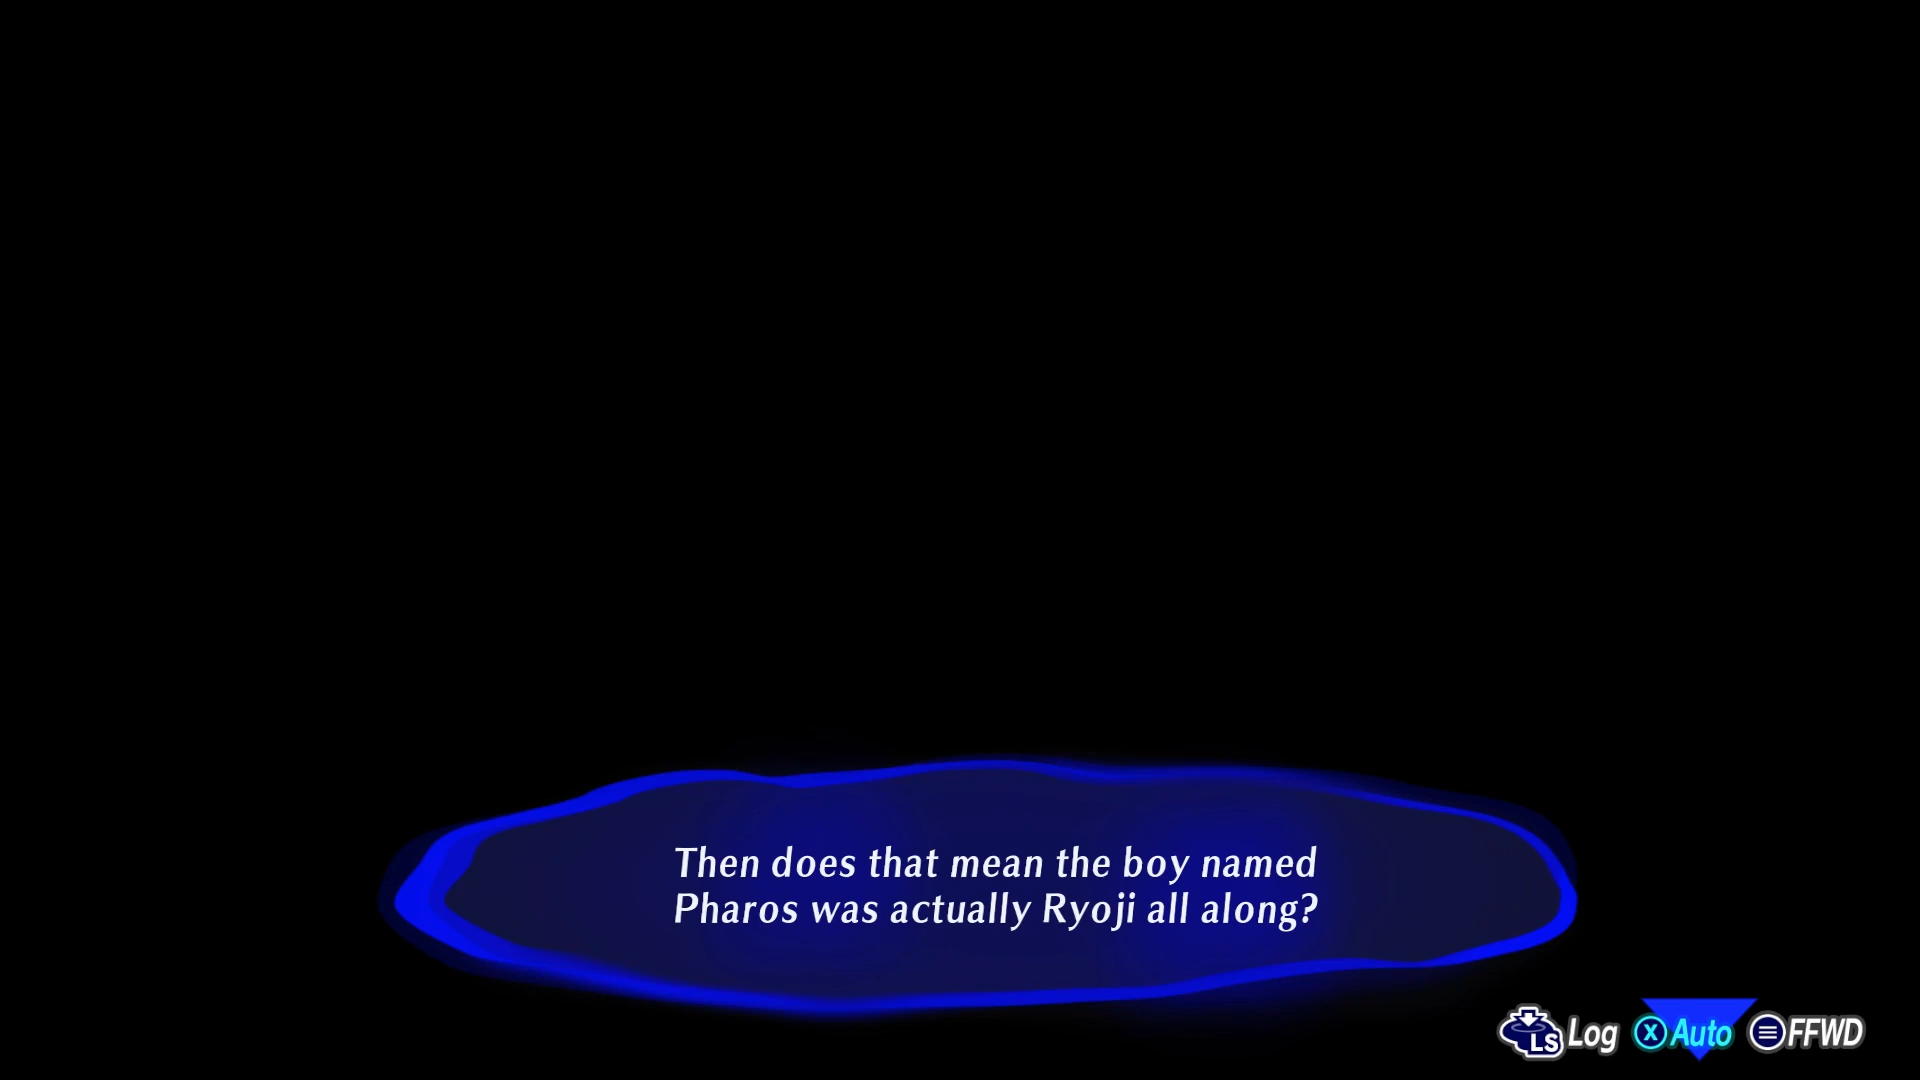 Then does that mean the boy named
Pharos was actually Ryoji all along?
LS Log X Auto FFWD